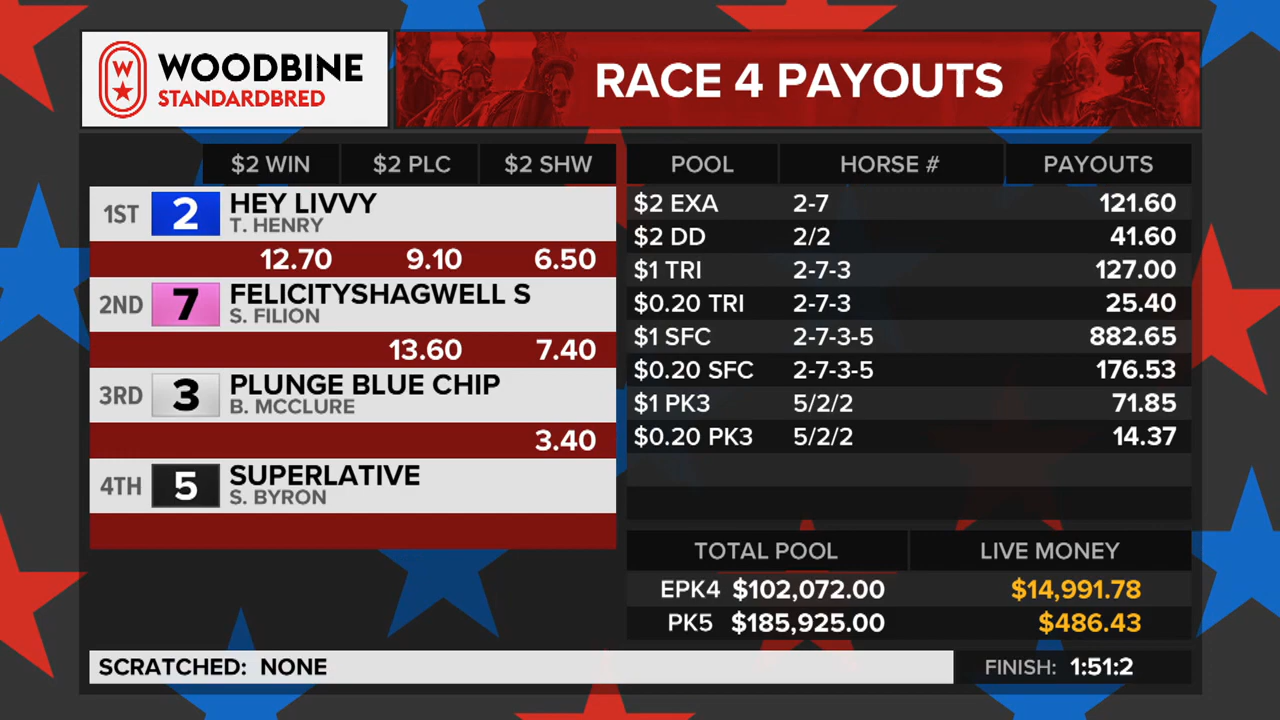 W
WOODBINE
STANDARDBRED
RACE 4 PAYOUTS
$2 WIN $2 PLC $2 SHW
1ST 2 HEY LIVVY
T. HENRY
12.70 9.10 6.50
2ND 7 FELICITYSHAGWELL S
S. FILION
13.60 7.40
3RD 3 PLUNGE BLUE CHIP
B. MCCLURE
3.40
4TH 5 SUPERLATIVE
S. BYRON
POOL HORSE # PAYOUTS
$2 EXA 2-7 121.60
$2 DD 2/2 41.60
$1 TRI 2-7-3 127.00
$0.20 TRI 2-7-3 25.40
$1 SFC 2-7-3-5 882.65
$0.20 SFC 2-7-3-5 176.53
$1 PK3 5/2/2 71.85
$0.20 PK3 5/2/2 14.37
TOTAL POOL LIVE MONEY
EPK4 $102,072.00 $14,991.78
PK5 $185,925.00 $486.43
SCRATCHED: NONE
FINISH: 1:51:2